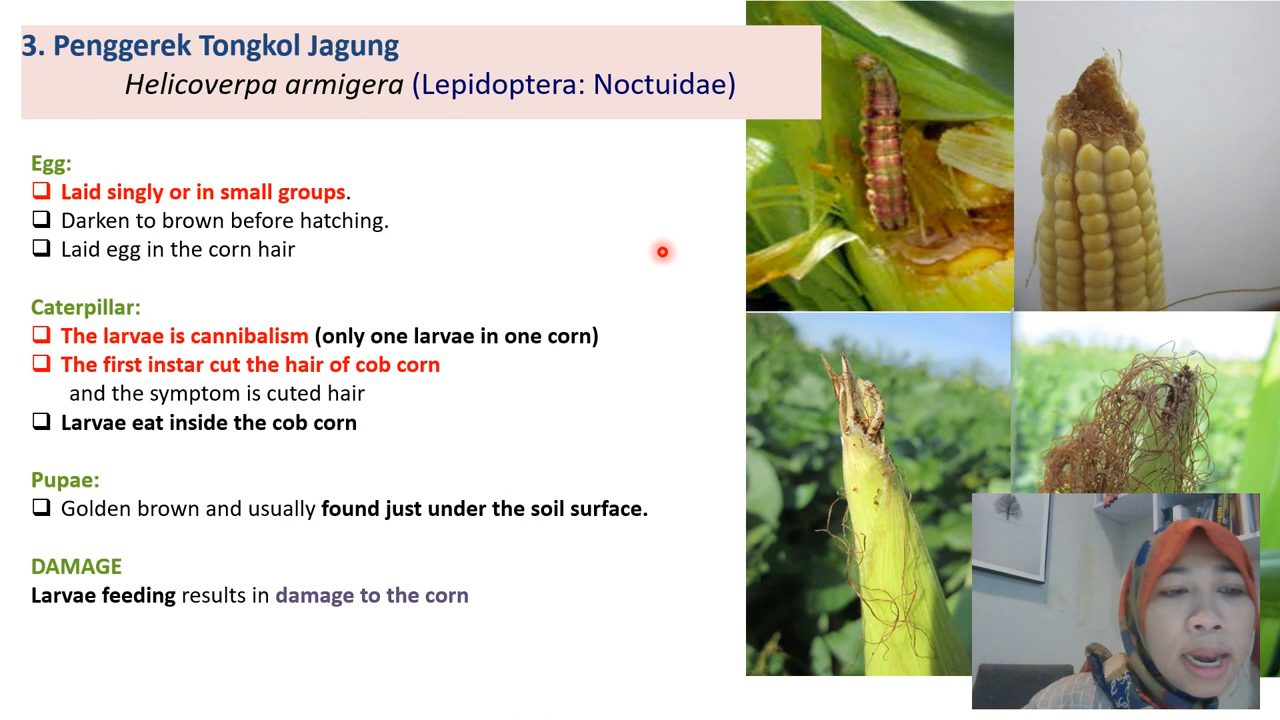 3. Penggerek Tongkol Jagung
Helicoverpa armigera (Lepidoptera: Noctuidae)
Egg:
Laid singly or in small groups.
Darken to brown before hatching.
Laid egg in the corn hair
Caterpillar:
The larvae is cannibalism (only one larvae in one corn)
The first instar cut the hair of cob corn
and the symptom is cuted hair
Larvae eat inside the cob corn
Pupae:
Golden brown and usually found just under the soil surface.
DAMAGE
Larvae feeding results in damage to the corn